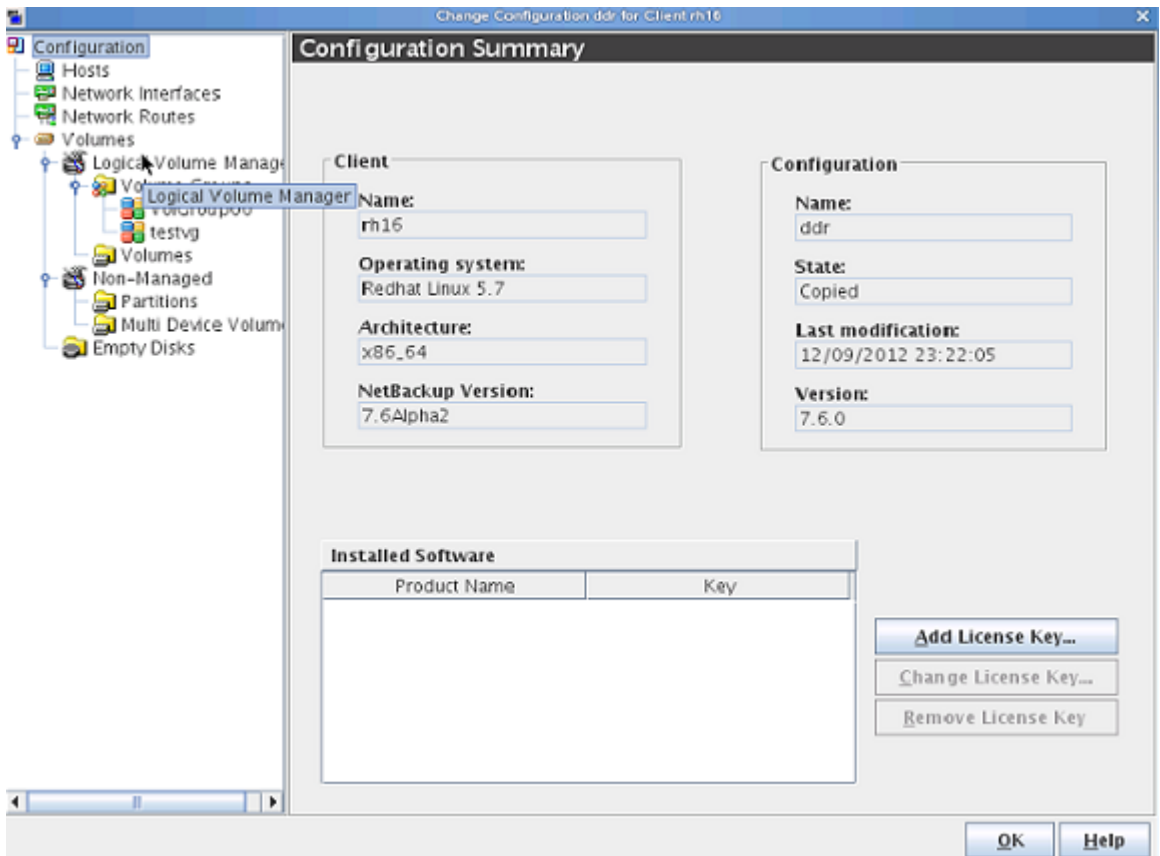 Change Configuration ddr for Client rh16
Configuration
Hosts
Network Interfaces
Network Routes
Volumes
Logical Volume Manage
Logical Volume Manager
VolGroup00
testvg
Volumes
Non-Managed
Partitions
Multi Device Volum
Empty Disks
Configuration Summary
Client
Name:
rh16
Operating system:
Redhat Linux 5.7
Architecture:
x86_64
NetBackup Version:
7.6Alpha2
Configuration
Name:
ddr
State:
Copied
Last modification:
12/09/2012 23:22:05
Version:
7.6.0
Installed Software
Product Name Key
Add License Key...
Change License Key...
Remove License Key
OK Help